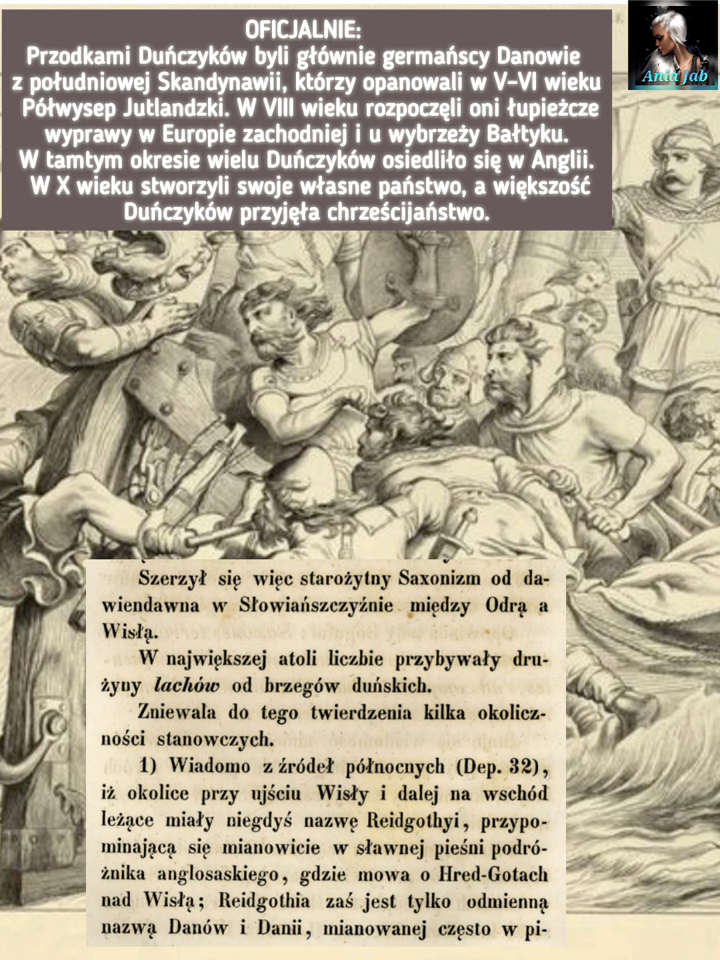 OFICJALNIE:
Przodkami Duńczyków byli głównie germańscy Danowie
z południowej Skandynawii, którzy opanowali w V–VI wieku
Półwysep Jutlandzki. W VIII wieku rozpoczęli oni łupieżcze
wyprawy w Europie zachodniej i u wybrzeży Bałtyku.
W tamtym okresie wielu Duńczyków osiedliło się w Anglii.
W X wieku stworzyli swoje własne państwo, a większość
Duńczyków przyjęła chrześcijaństwo.
Ania Jab
Szerzył się więc starożytny Saxonizm od da-
wiendawna w Słowiańszczyźnie między Odrą a
Wisłą.
W największej atoli liczbie przybywały dru-
żyny lachów od brzegów duńskich.
Zniewala do tego twierdzenia kilka okolicz-
ności stanowczych.
1) Wiadomo z źródeł północnych (Dep. 32),
iż okolice przy ujściu Wisły i dalej na wschód
leżące miały niegdyś nazwę Reidgothyi, przypo-
minającą się mianowicie w sławnej pieśni podró-
żnika anglosaskiego, gdzie mowa o Hred-Gotach
nad Wisłą; Reidgothia zaś jest tylko odmienną
nazwą Danów i Danii, mianowanej często w pi-